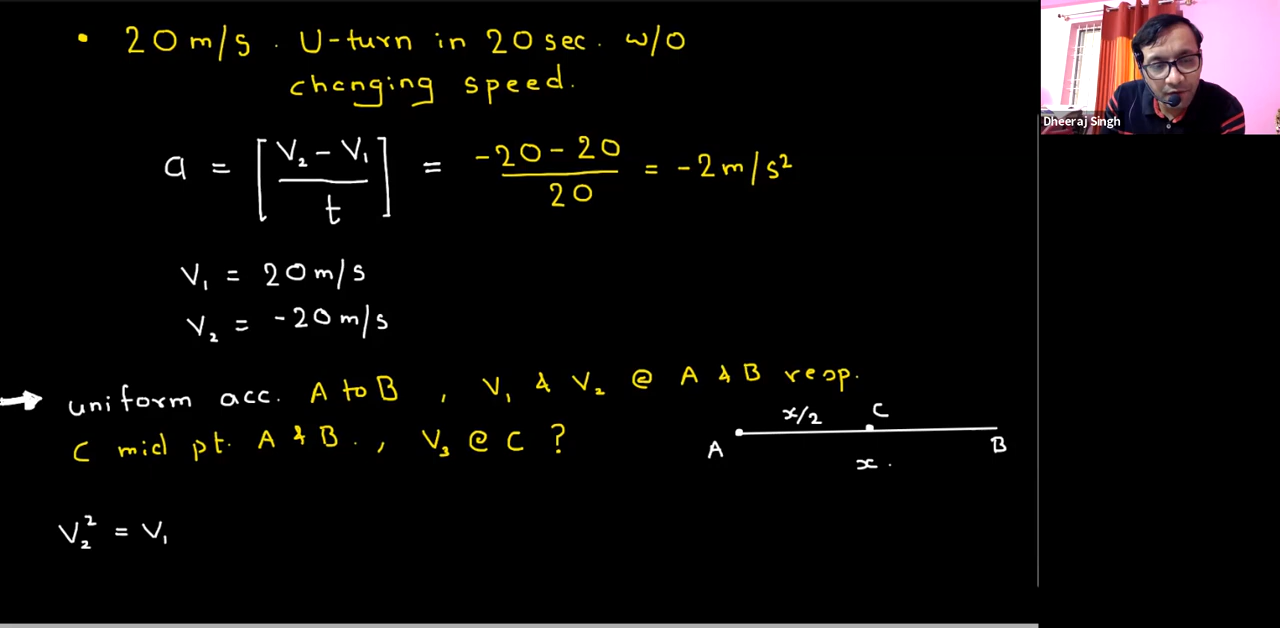 • 20 m/s. U-turn in 20 sec. w/o
changing speed.
Dheeraj Singh
a = [V₂ - V₁ / t] = -20-20 / 20 = -2 m/s²
V₁ = 20 m/s
V₂ = -20 m/s
→ uniform acc. A to B, V₁ & V₂ @ A & B resp.
C mid pt. A & B., V₃ @ C ?
x/2 C
A B
x.
V₂² = V₁